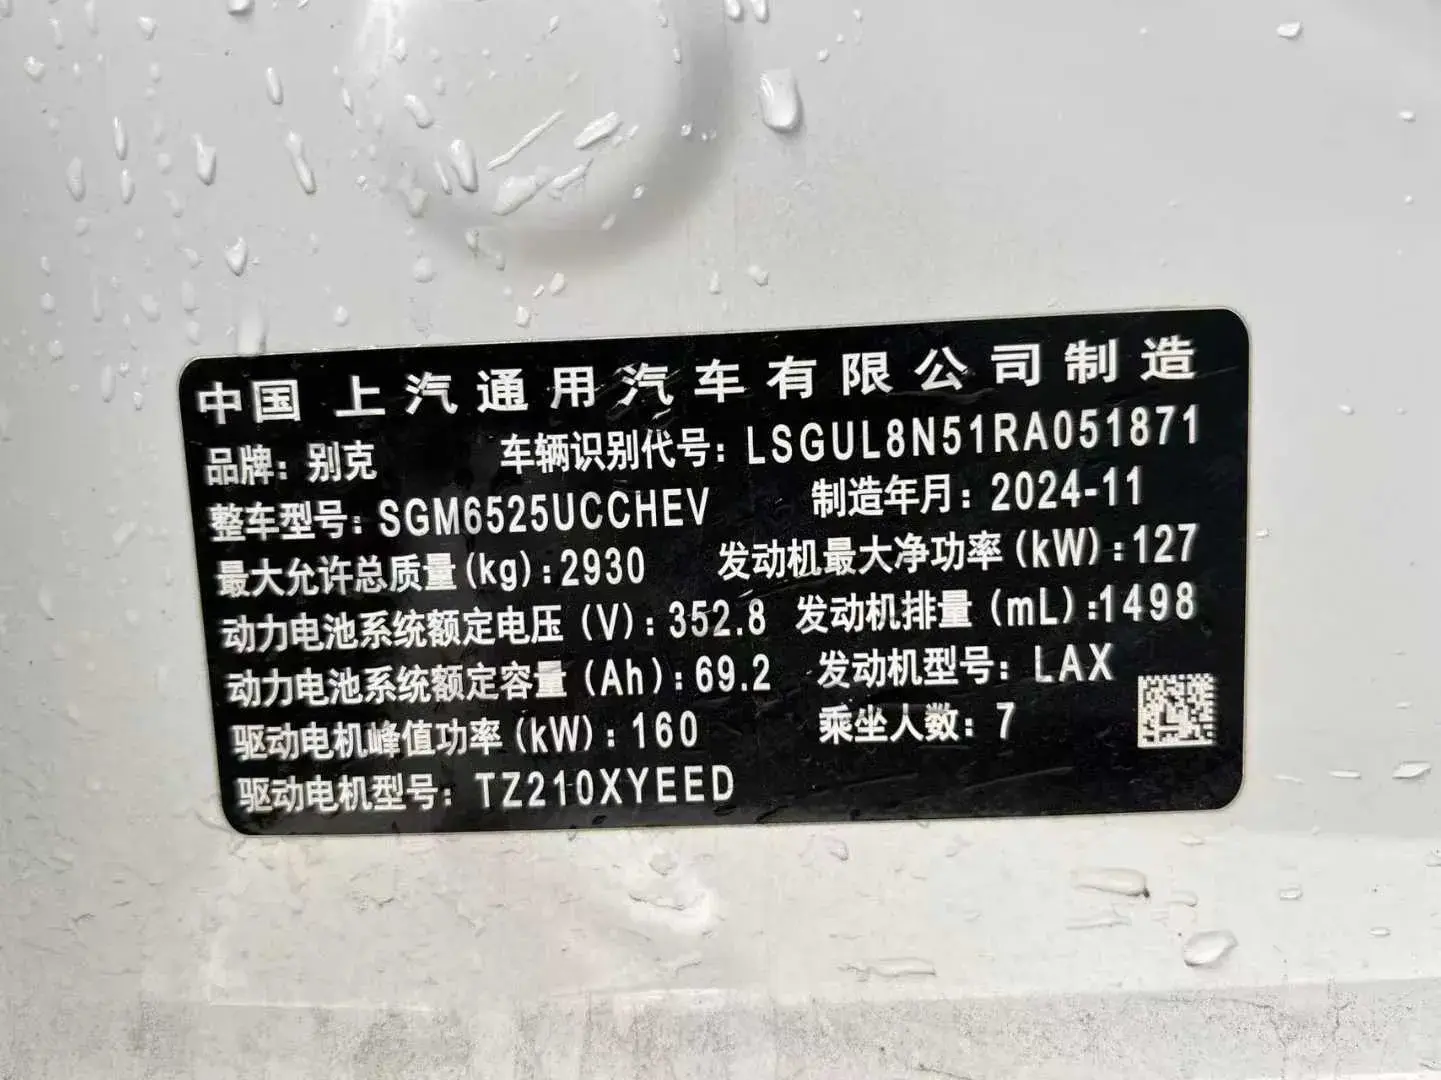 中国 上汽通用汽车有限公司制造
品牌：别克 车辆识别代号：LSGUL8N51RA051871
整车型号：SGM6525UCCHEV 制造年月：2024-11
最大允许总质量(kg)：2930 发动机最大净功率(kW)：127
动力电池系统额定电压(V)：352.8 发动机排量(mL)：1498
动力电池系统额定容量(Ah)：69.2 发动机型号：LAX
驱动电机峰值功率(kW)：160 乘坐人数：7
驱动电机型号：TZ210XYEED